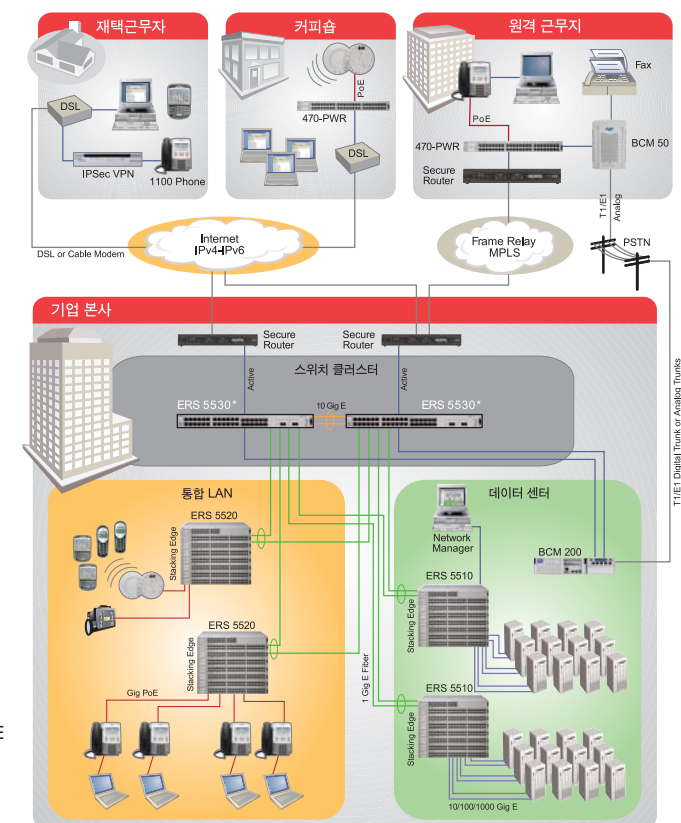 재택근무자
DSL
IPSec VPN
1100 Phone
커피숍
PoE
470-PWR
DSL
원격 근무지
Fax
PoE
470-PWR
BCM 50
Secure
Router
T1/E1
Analog
DSL or Cable Modem
Internet
IPv4-IPv6
Frame Relay
MPLS
PSTN
기업 본사
Secure
Router
Secure
Router
스위치 클러스터
Active
Active
ERS 5530*
10 Gig E
ERS 5530*
T1/E1 Digital Trunk or Analog Trunks
통합 LAN
ERS 5520
Stacking Edge
ERS 5520
Stacking Edge
Gig PoE
1 Gig E Fiber
데이터 센터
Network
Manager
BCM 200
ERS 5510
Stacking Edge
ERS 5510
Stacking Edge
10/100/1000 Gig E
E